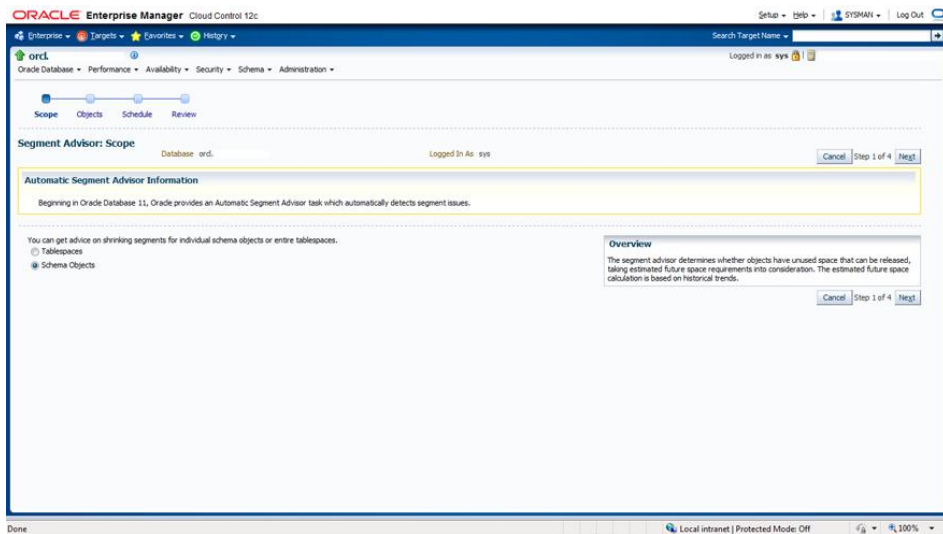 ORACLE Enterprise Manager Cloud Control 12c
Setup Help SYSMAN Log Out
Enterprise Targets Favorites History Search Target Name
orcl. Logged in as sys
Oracle Database Performance Availability Security Schema Administration
Scope Objects Schedule Review
Segment Advisor: Scope
Database orcl. Logged In As sys
Cancel Step 1 of 4 Next
Automatic Segment Advisor Information
Beginning in Oracle Database 11, Oracle provides an Automatic Segment Advisor task which automatically detects segment issues.
You can get advice on shrinking segments for individual schema objects or entire tablespaces.
Tablespaces
Schema Objects
Overview
The segment advisor determines whether objects have unused space that can be released,
taking estimated future space requirements into consideration. The estimated future space
calculation is based on historical trends.
Cancel Step 1 of 4 Next
Done Local intranet | Protected Mode: Off 100%